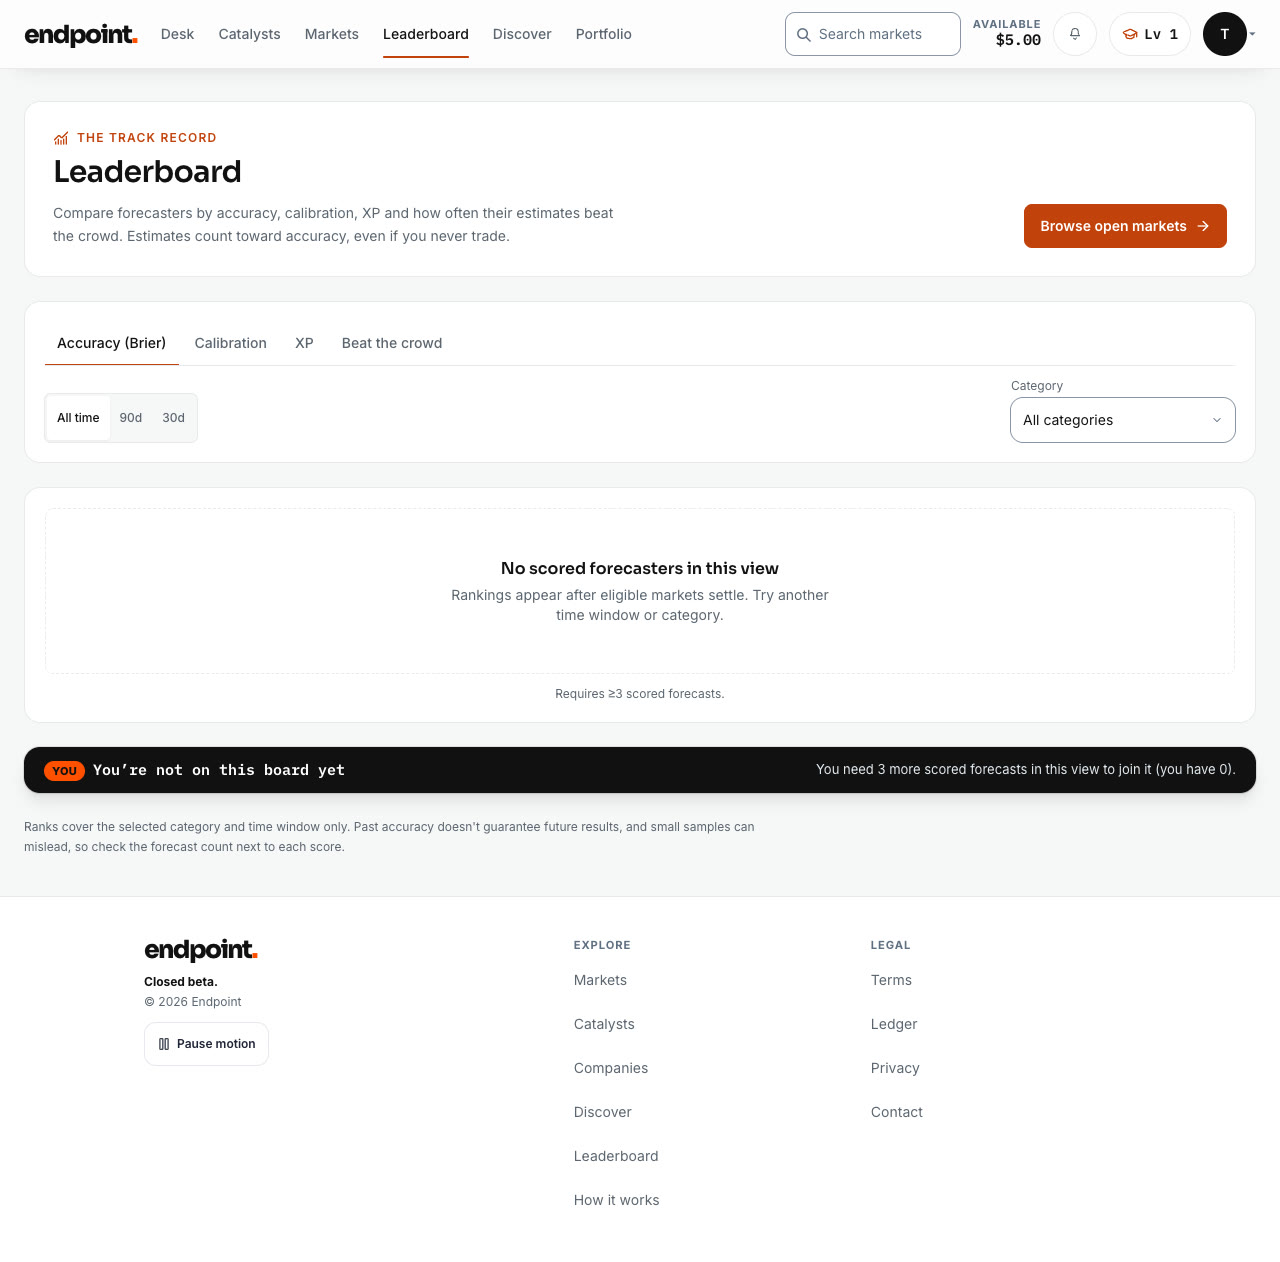 endpoint.
Desk
Catalysts
Markets
Leaderboard
Discover
Portfolio
Search markets
AVAILABLE
$5.00
Lv 1
T
THE TRACK RECORD
Leaderboard
Compare forecasters by accuracy, calibration, XP and how often their estimates beat
the crowd. Estimates count toward accuracy, even if you never trade.
Browse open markets
Accuracy (Brier)
Calibration
XP
Beat the crowd
All time
90d
30d
Category
All categories
No scored forecasters in this view
Rankings appear after eligible markets settle. Try another
time window or category.
Requires ≥3 scored forecasts.
YOU
You’re not on this board yet
You need 3 more scored forecasts in this view to join it (you have 0).
Ranks cover the selected category and time window only. Past accuracy doesn't guarantee future results, and small samples can
mislead, so check the forecast count next to each score.
endpoint.
Closed beta.
© 2026 Endpoint
Pause motion
EXPLORE
Markets
Catalysts
Companies
Discover
Leaderboard
How it works
LEGAL
Terms
Ledger
Privacy
Contact